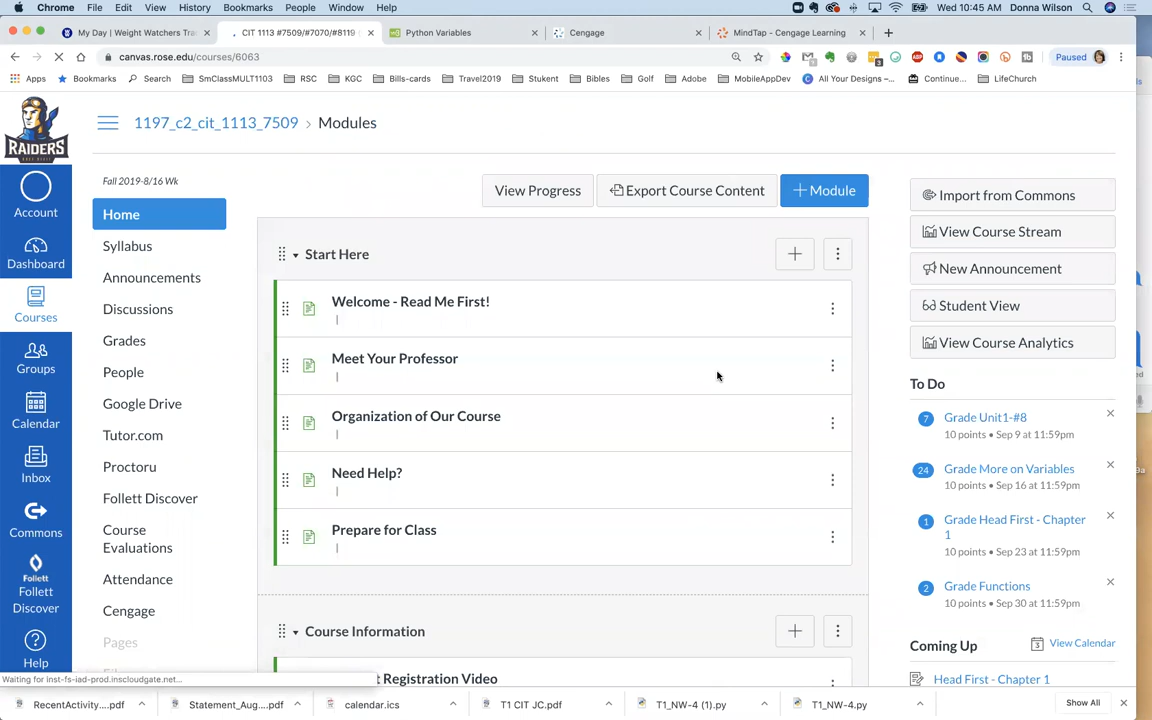 Chrome File Edit View History Bookmarks People Window Help Wed 10:45 AM Donna Wilson
My Day | Weight Watchers Tra CIT 1113 #7509/#7070/#8119 Python Variables Cengage MindTap - Cengage Learning
canvas.rose.edu/courses/6063 Paused
Apps Bookmarks Search SmClassMULT1103 RSC KGC Bills-cards Travel2019 Stukent Bibles Golf Adobe MobileAppDev All Your Designs –... Continue... LifeChurch
RAIDERS
1197_c2_cit_1113_7509 › Modules
Fall 2019-8/16 Wk
View Progress Export Course Content + Module
Import from Commons
View Course Stream
New Announcement
Student View
View Course Analytics
Account
Dashboard
Courses
Groups
Calendar
Inbox
Commons
Follett
Follett
Discover
Help
Home
Syllabus
Announcements
Discussions
Grades
People
Google Drive
Tutor.com
Proctoru
Follett Discover
Course
Evaluations
Attendance
Cengage
Pages
Start Here
Welcome - Read Me First!
|
Meet Your Professor
|
Organization of Our Course
|
Need Help?
|
Prepare for Class
|
Course Information
t Registration Video
To Do
7 Grade Unit1-#8
10 points • Sep 9 at 11:59pm
24 Grade More on Variables
10 points • Sep 16 at 11:59pm
1 Grade Head First - Chapter
1
10 points • Sep 23 at 11:59pm
2 Grade Functions
10 points • Sep 30 at 11:59pm
Coming Up View Calendar
Head First - Chapter 1
Waiting for inst-fs-iad-prod.inscloudgate.net...
RecentActivity....pdf Statement_Aug....pdf calendar.ics T1 CIT JC.pdf T1_NW-4 (1).py T1_NW-4.py Show All